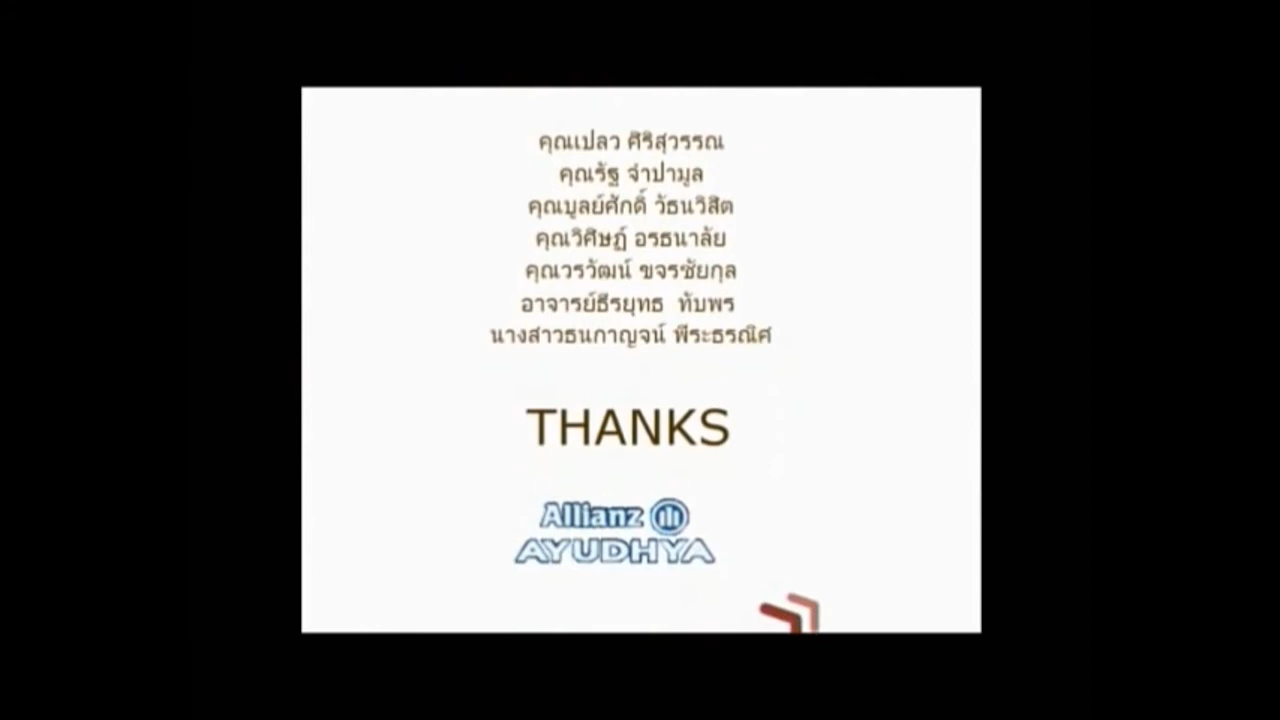 คุณเปลว ศิริสุวรรณ
คุณรัฐ จำปามูล
คุณบูลย์ศักดิ์ วัธนวิสิต
คุณวิศิษฏ์ อรธนาลัย
คุณวรวัฒน์ ขจรชัยกุล
อาจารย์ธีรยุทธ ทับพร
นางสาวธนกาญจน์ พีระธรณิศ
THANKS
Allianz
AYUDHYA